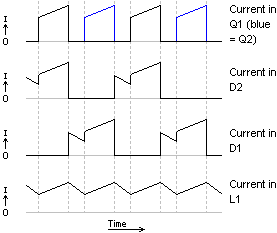 I
0
Current in
Q1 (blue
= Q2)
I
0
Current in
D2
I
0
Current in
D1
I
0
Current in
L1
Time